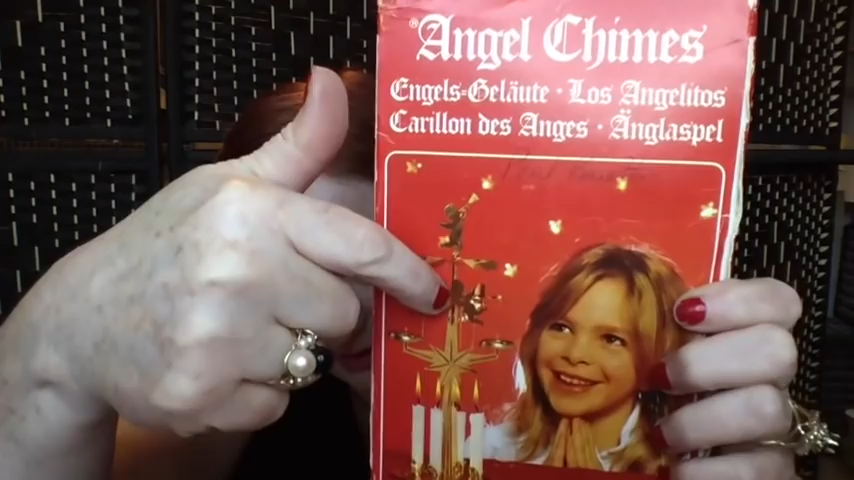 ®Angel Chimes
Engels-Geläute · Los Angelitos
Carillon des Anges · Änglaspel